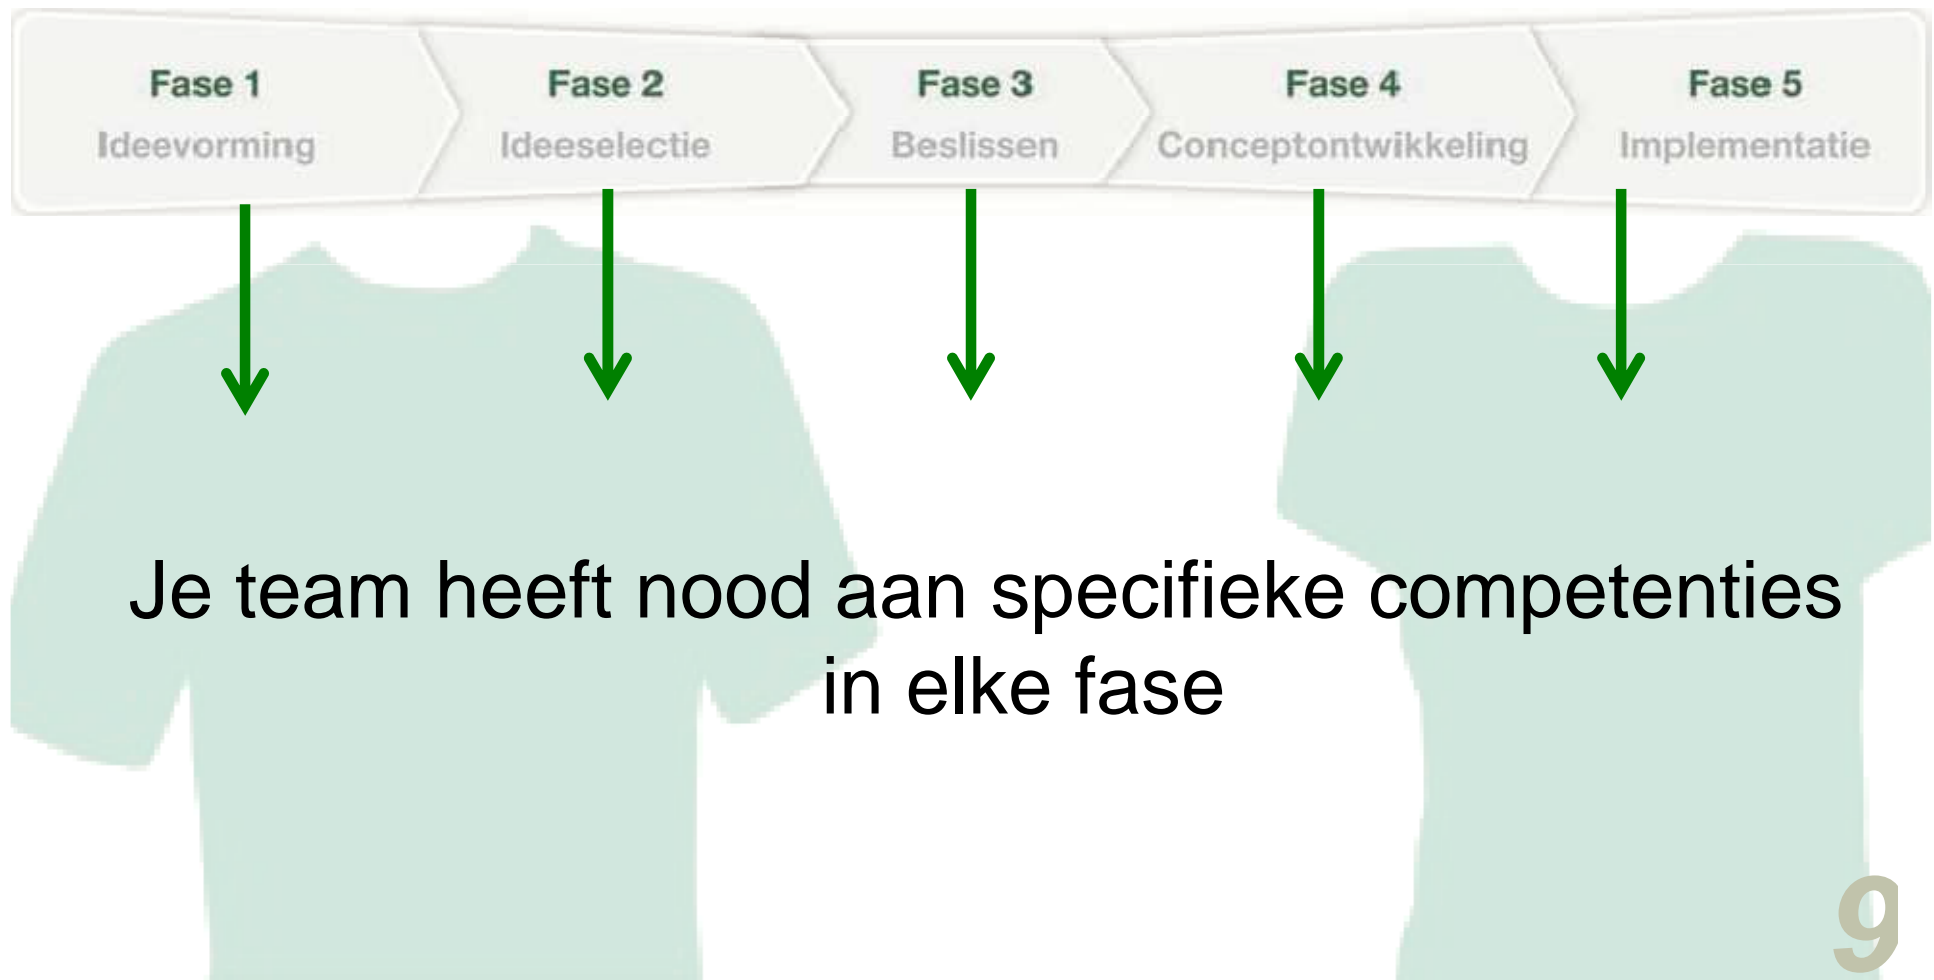 Fase 1
Ideevorming
Fase 2
Ideeselectie
Fase 3
Beslissen
Fase 4
Conceptontwikkeling
Fase 5
Implementatie
Je team heeft nood aan specifieke competenties
in elke fase
9